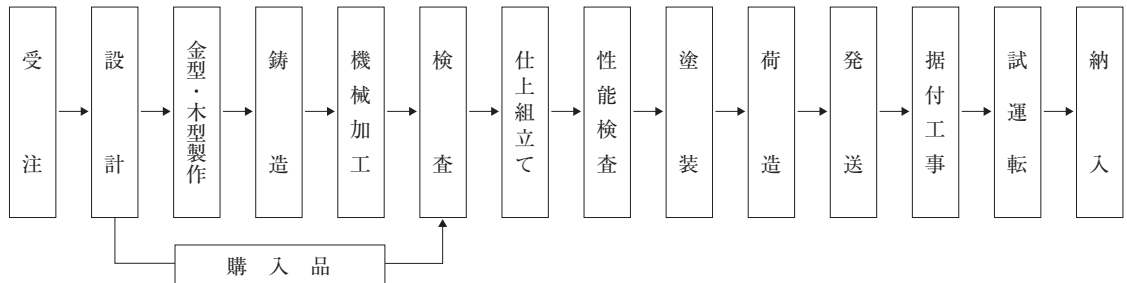 受注
設計
金型・木型製作
鋳造
機械加工
検査
仕上組立て
性能検査
塗装
荷造
発送
据付工事
試運転
納入
購入品